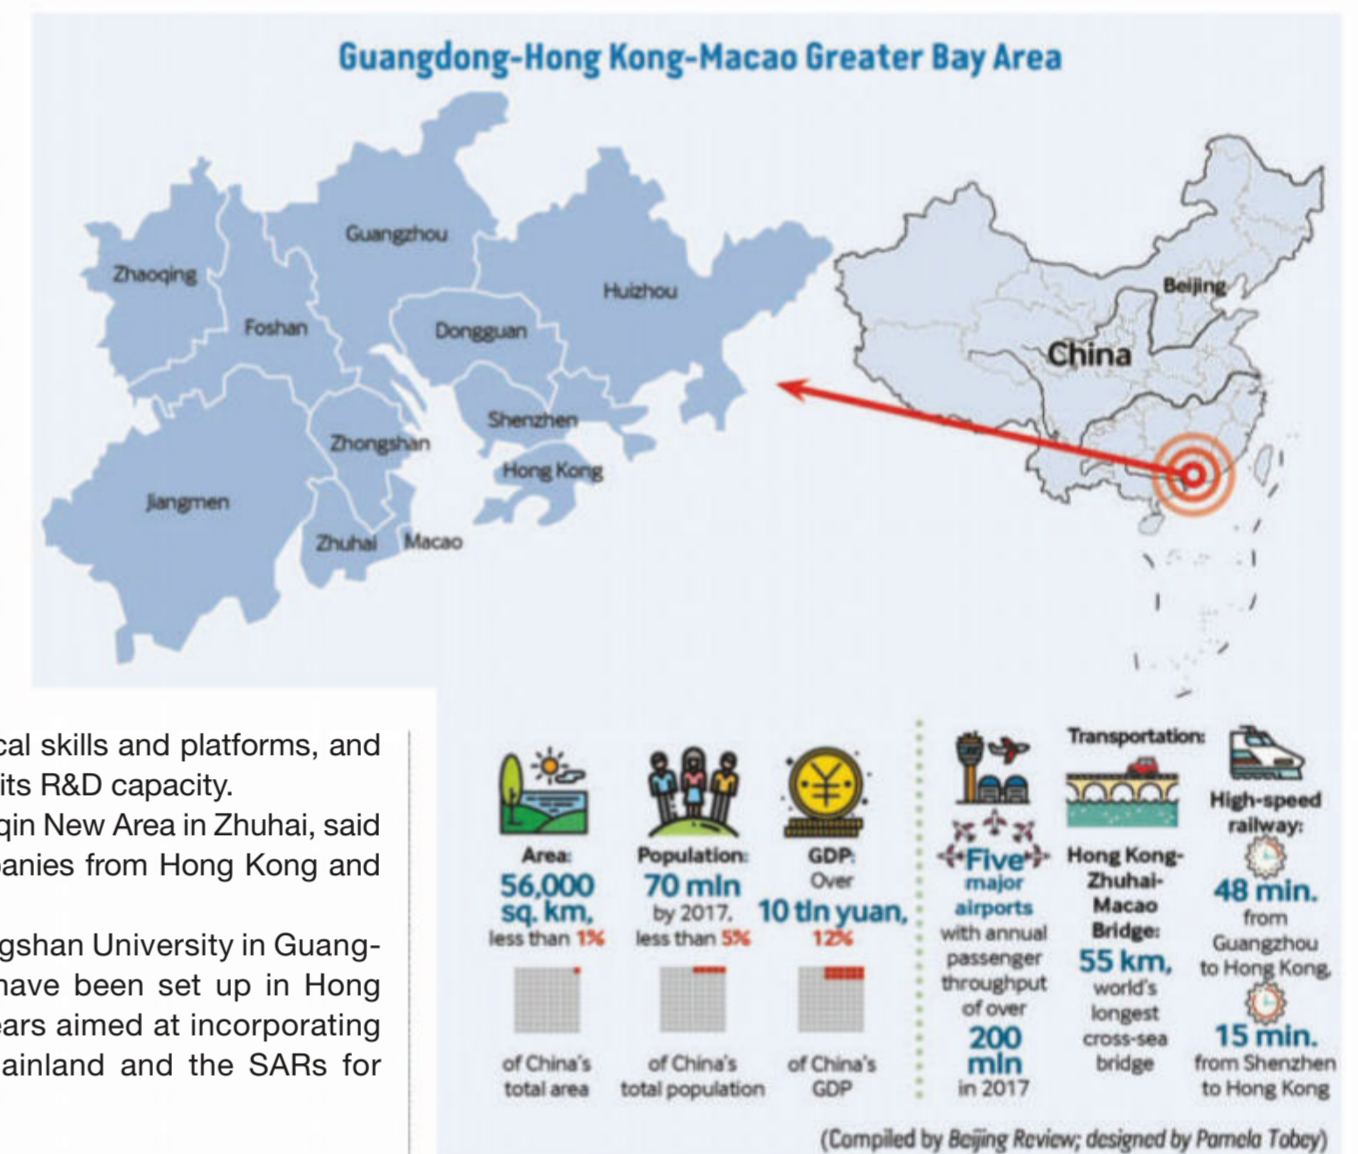 Guangdong-Hong Kong-Macao Greater Bay Area
Guangzhou
Zhaoqing
Huizhou
Foshan
Dongguan
Shenzhen
Zhongshan
Hong Kong
Jiangmen
Zhuhai
Macao
Beijing
China
cal skills and platforms, and
its R&D capacity.
qin New Area in Zhuhai, said
panies from Hong Kong and
gshan University in Guang-
have been set up in Hong
ears aimed at incorporating
ainland and the SARs for
Area:
56,000
sq. km,
less than 1%
of China's
total area
Population:
70 mln
by 2017,
less than 5%
of China's
total population
GDP:
Over
10 tln yuan,
12%
of China's
GDP
Five
major
airports
with annual
passenger
throughput
of over
200
mln
in 2017
Transportation:
Hong Kong-
Zhuhai-
Macao
Bridge:
55 km,
world's
longest
cross-sea
bridge
High-speed
railway:
48 min.
from
Guangzhou
to Hong Kong,
15 min.
from Shenzhen
to Hong Kong
(Compiled by Beijing Review; designed by Pamela Tobey)